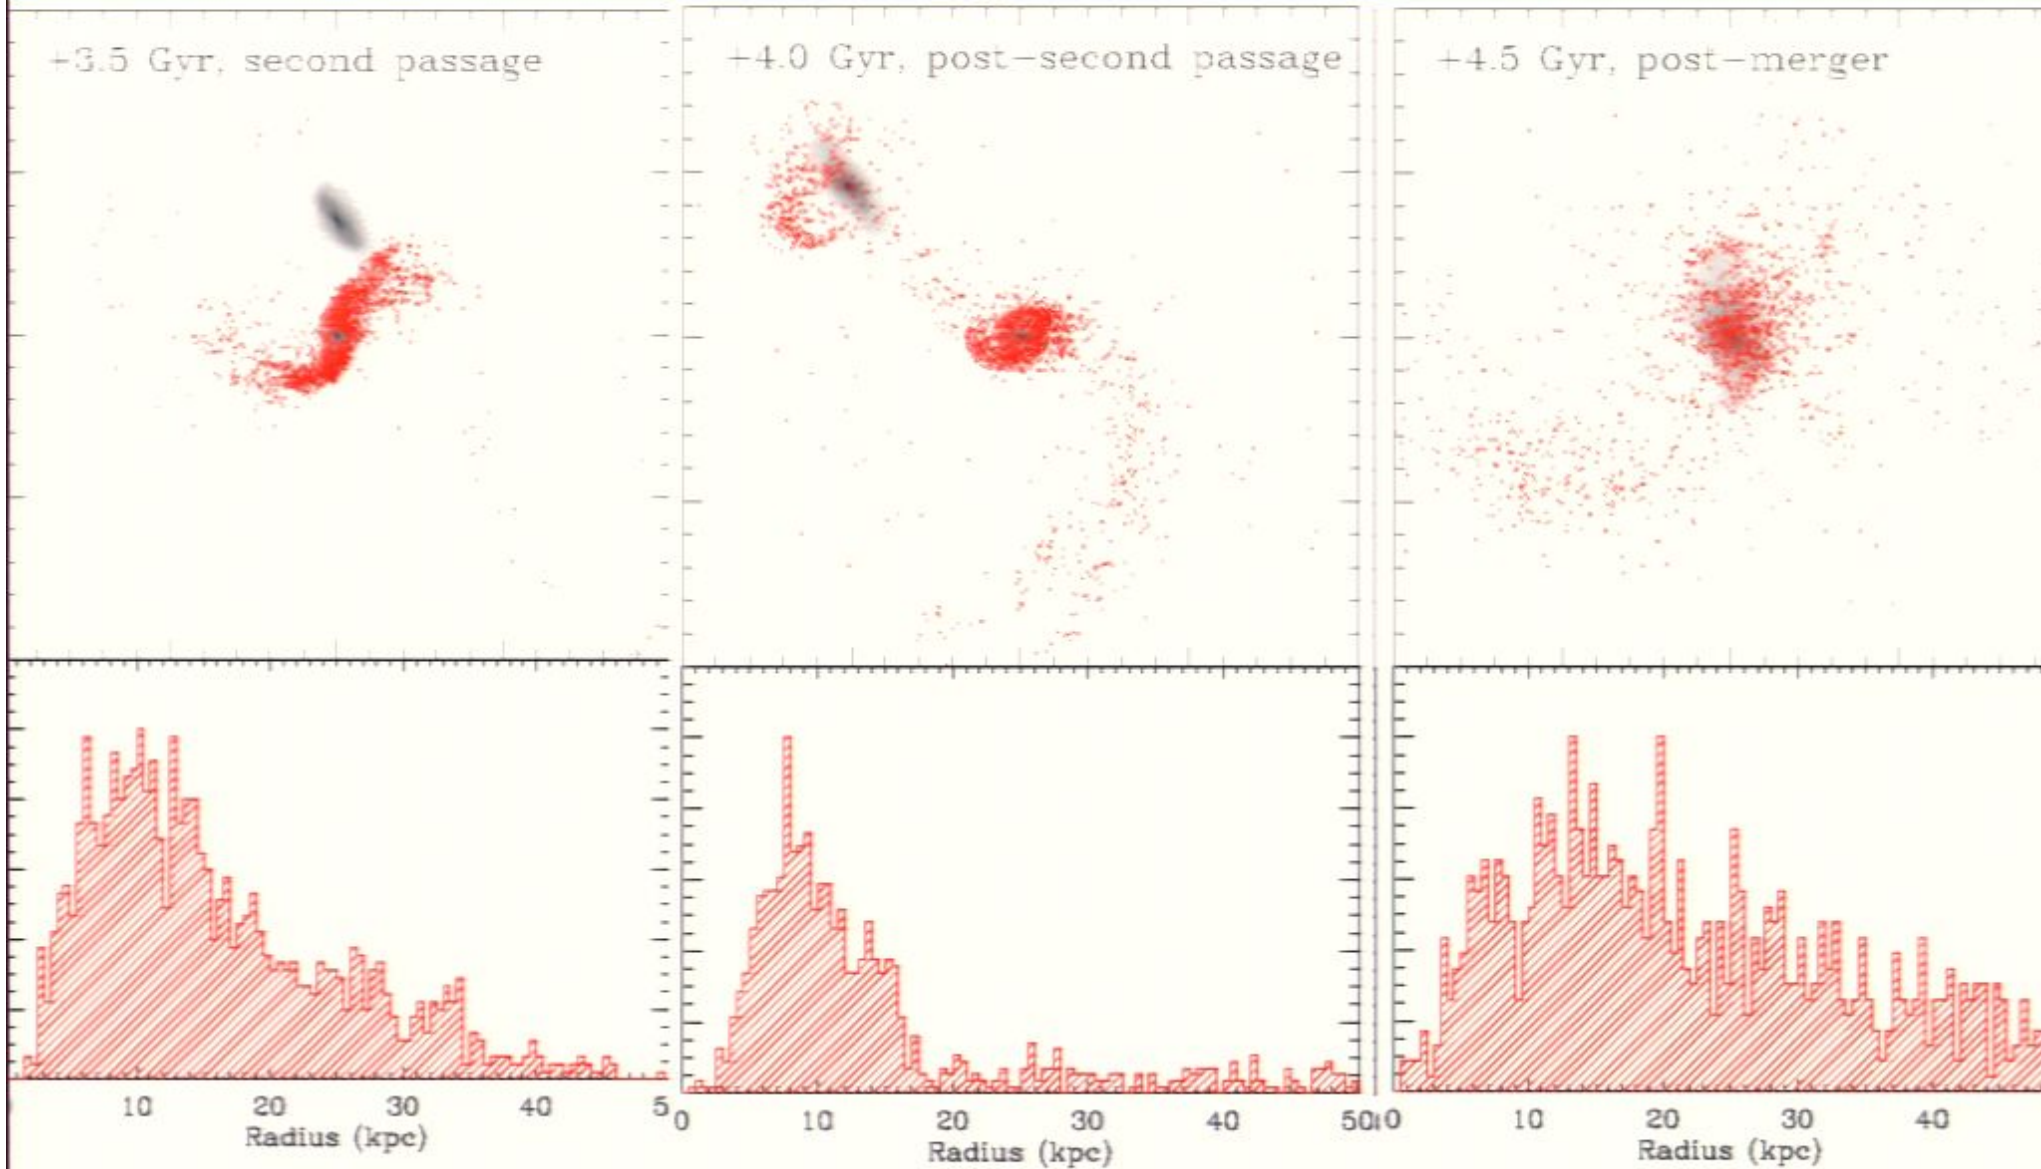 +3.5 Gyr, second passage
+4.0 Gyr, post-second passage
+4.5 Gyr, post-merger
10 20 30 40 5
Radius (kpc)
0 10 20 30 40 50
Radius (kpc)
0 10 20 30 40
Radius (kpc)